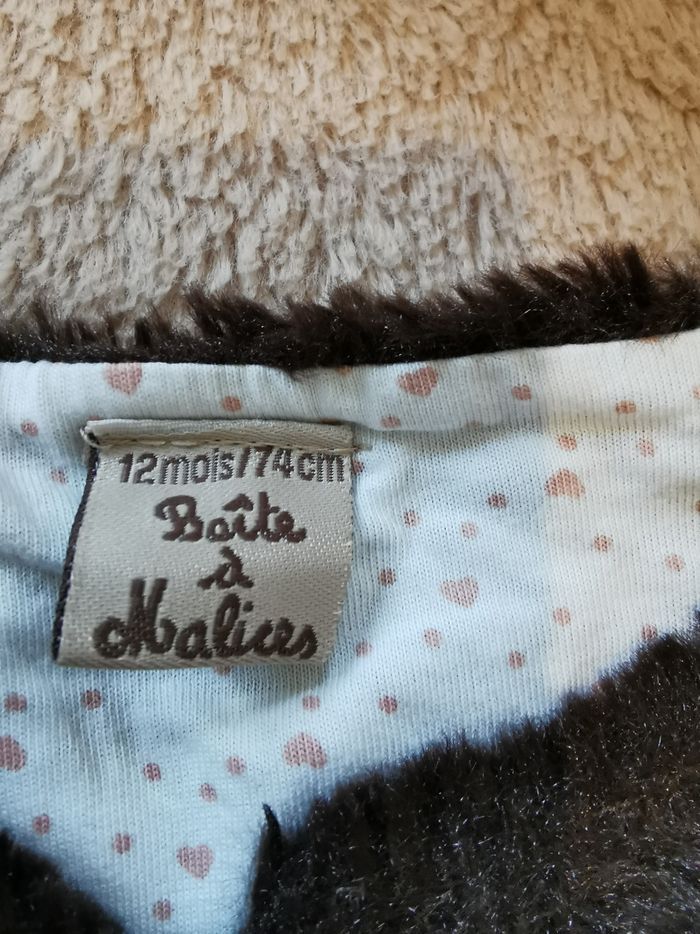 12mois/74cm
Boîte
à
Malices